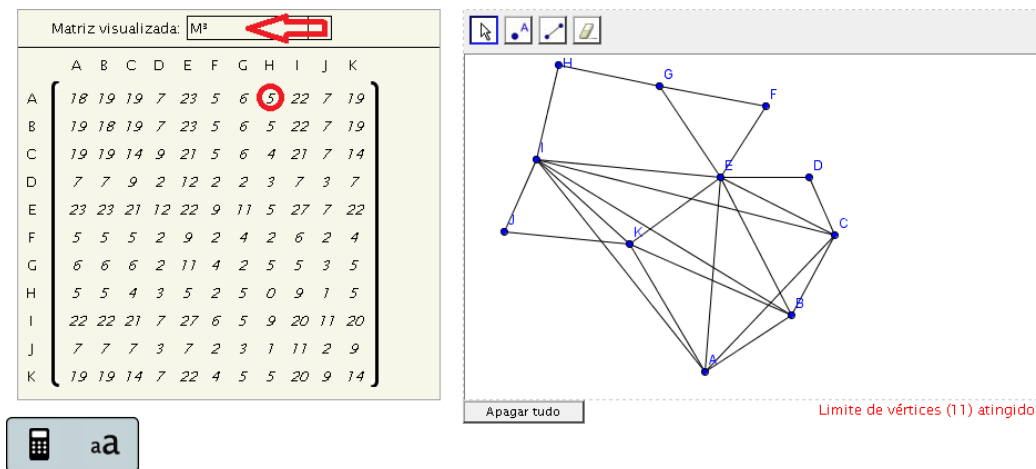 Matriz visualizada: M³
A B C D E F G H I J K
A 18 19 19 7 23 5 6 5 22 7 19
B 19 18 19 7 23 5 6 5 22 7 19
C 19 19 14 9 21 5 6 4 21 7 14
D 7 7 9 2 12 2 2 3 7 3 7
E 23 23 21 12 22 9 11 5 27 7 22
F 5 5 5 2 9 2 4 2 6 2 4
G 6 6 6 2 11 4 2 5 5 3 5
H 5 5 4 3 5 2 5 0 9 1 5
I 22 22 21 7 27 6 5 9 20 11 20
J 7 7 7 3 7 2 3 1 11 2 9
K 19 19 14 7 22 4 5 5 20 9 14
aA
A
H
G
F
I
E
D
J
K
C
B
A
Apagar tudo
Limite de vértices (11) atingido